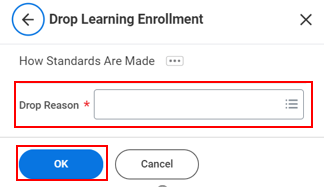 Drop Learning Enrollment
How Standards Are Made
Drop Reason *
OK Cancel